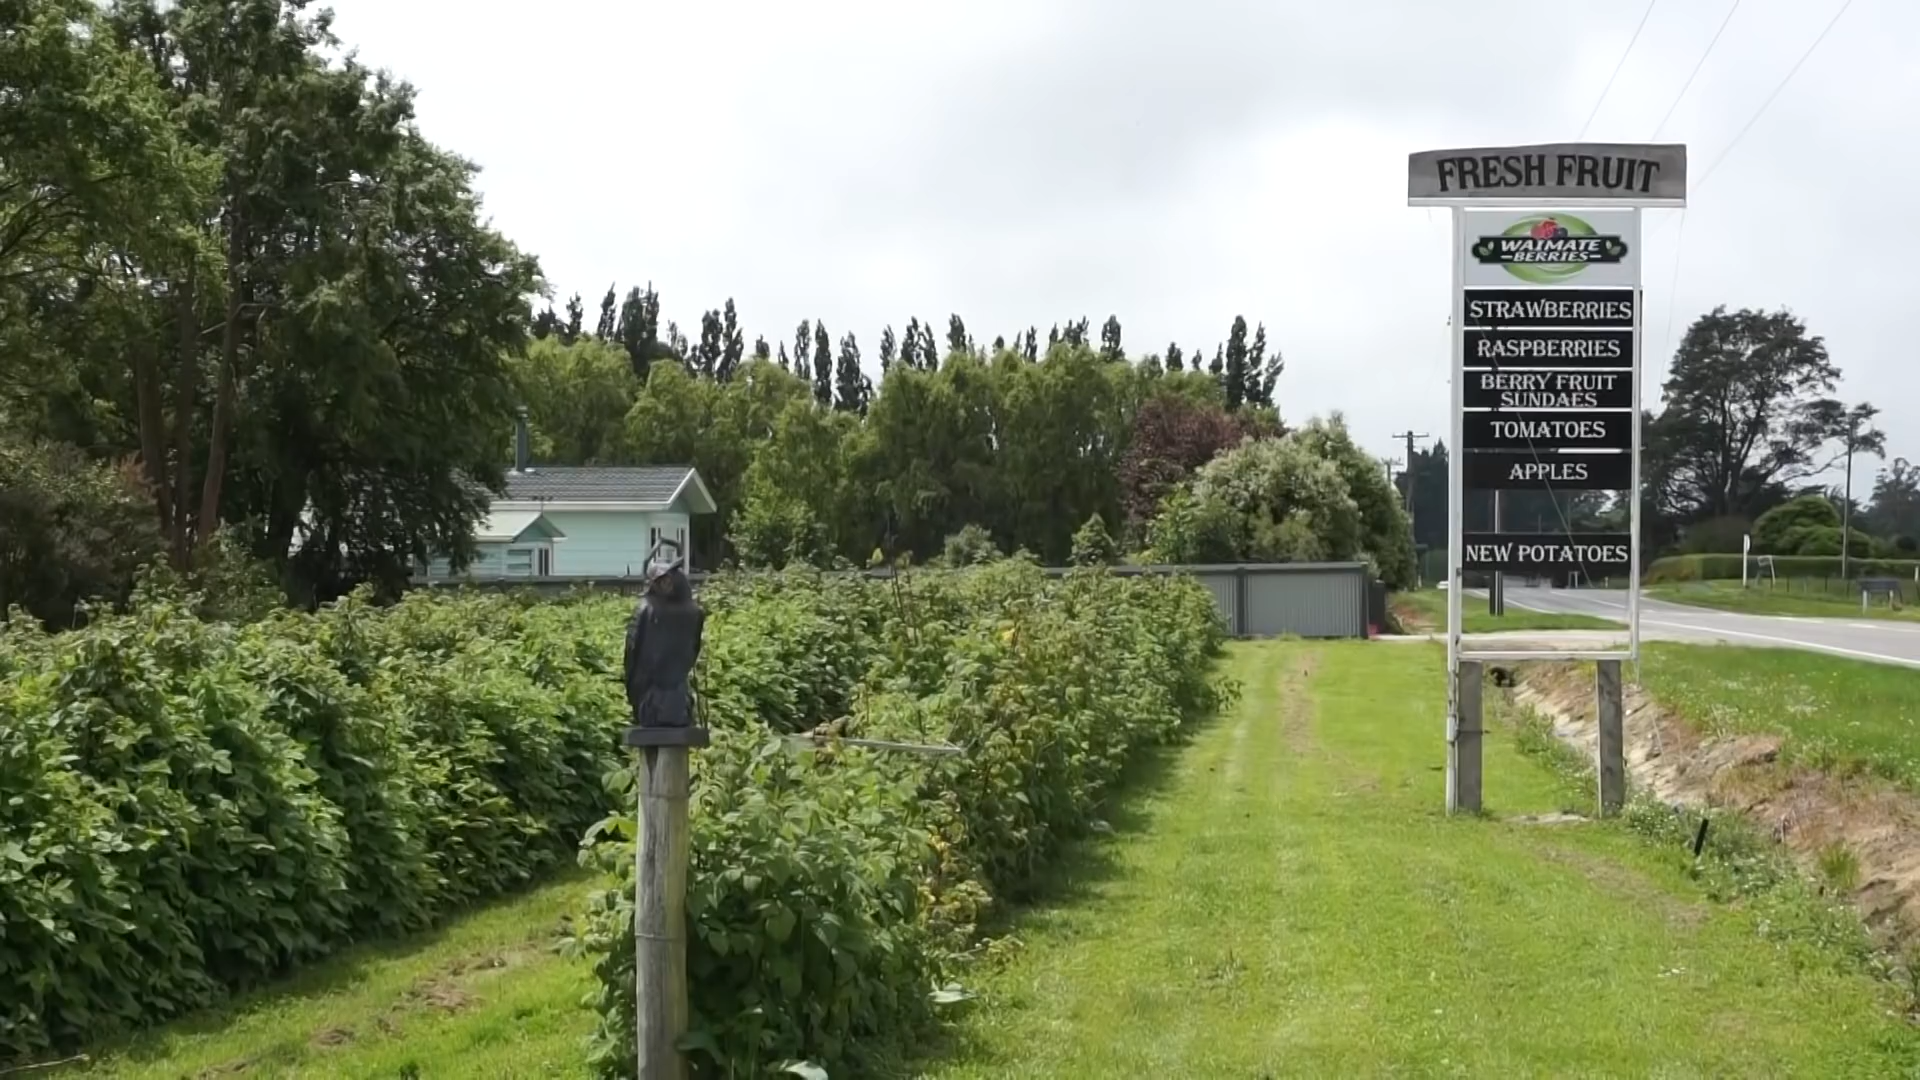 FRESH FRUIT
WAIMATE
BERRIES
STRAWBERRIES
RASPBERRIES
BERRY FRUIT
SUNDAES
TOMATOES
APPLES
NEW POTATOES